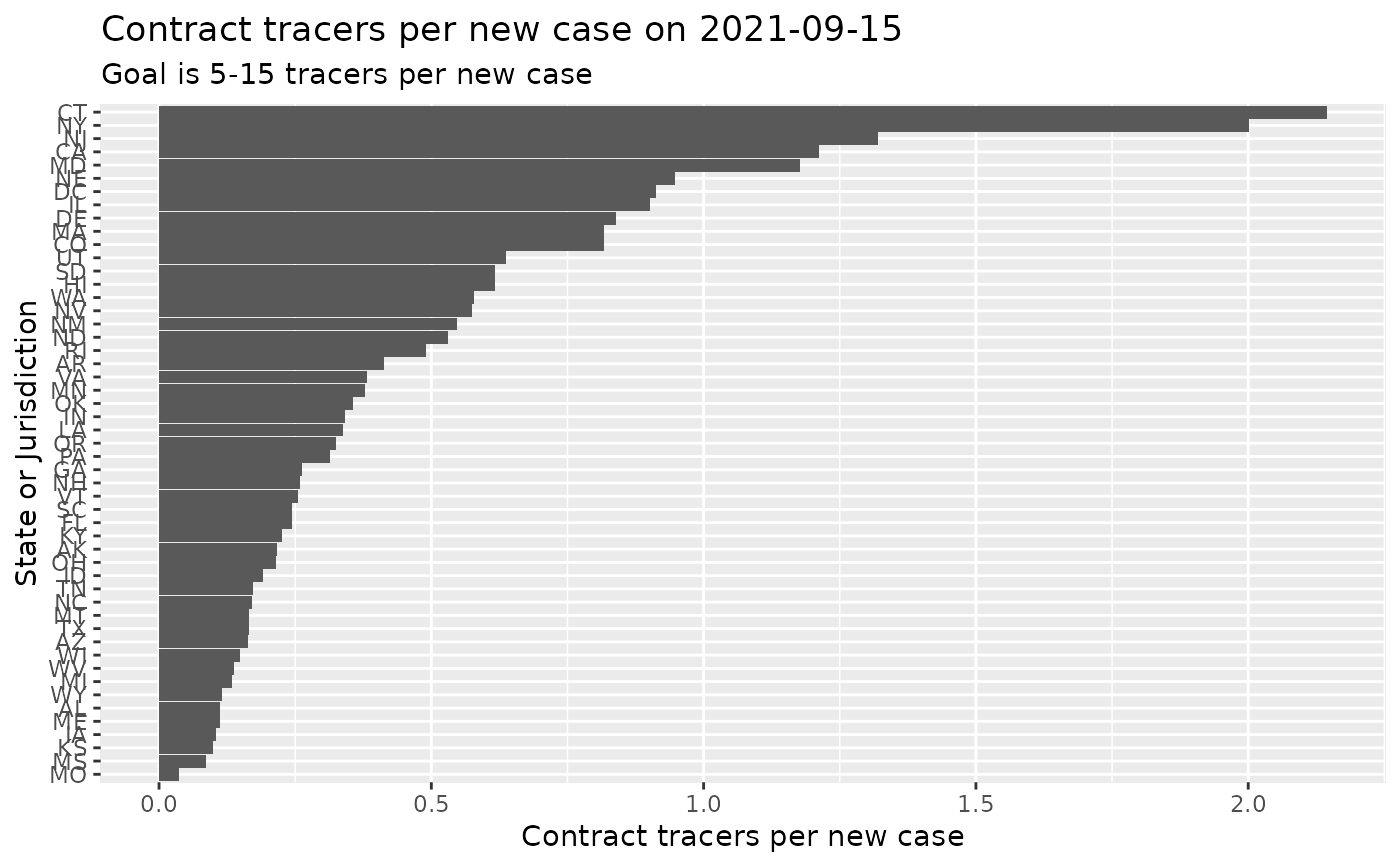 Contract tracers per new case on 2021-09-15
Goal is 5-15 tracers per new case
State or Jurisdiction
CT
NY
NJ
CA
MD
NE
DC
IL
DE
MA
CO
UT
SD
HI
WA
NV
NM
ND
RI
AR
VA
MN
OK
IN
LA
OR
PA
GA
NH
VT
SC
FL
KY
AK
OH
ID
TN
NC
MT
TX
AZ
WI
WV
MI
WY
AL
ME
IA
KS
MS
MO
0.0 0.5 1.0 1.5 2.0
Contract tracers per new case